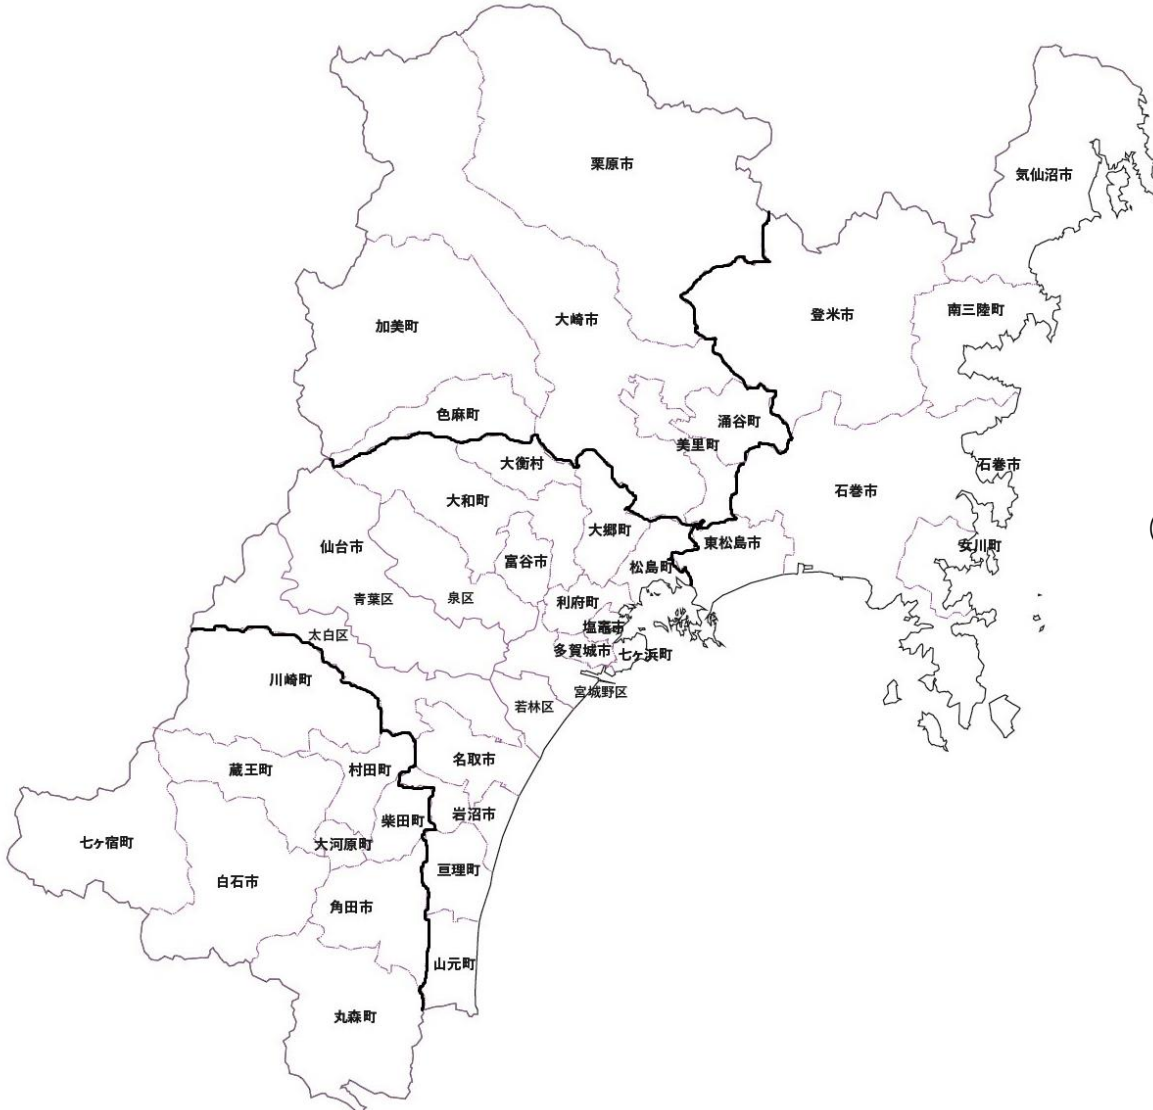 栗原市
気仙沼市
南三陸町
登米市
大崎市
加美町
色麻町
涌谷町
美里町
大衡村
石巻市
石巻市
大和町
大郷町
東松島市
女川町
仙台市
富谷市
松島町
青葉区
泉区
利府町
塩竈市
太白区
多賀城市
七ヶ浜町
川崎町
宮城野区
若林区
名取市
蔵王町
村田町
岩沼市
柴田町
七ヶ宿町
大河原町
亘理町
白石市
角田市
山元町
丸森町